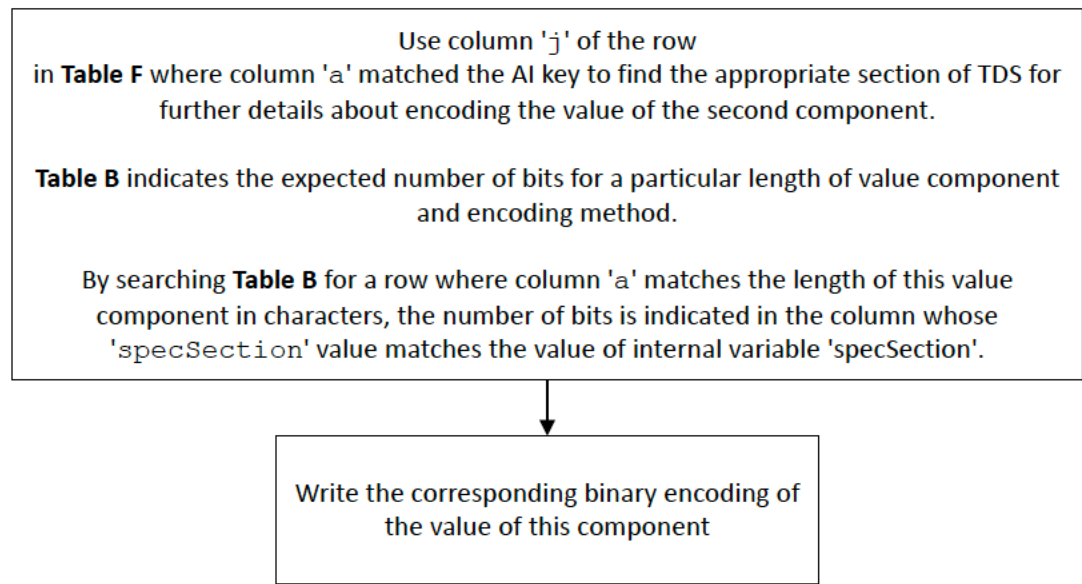 Use column 'j' of the row
in Table F where column 'a' matched the AI key to find the appropriate section of TDS for
further details about encoding the value of the second component.
Table B indicates the expected number of bits for a particular length of value component
and encoding method.
By searching Table B for a row where column 'a' matches the length of this value
component in characters, the number of bits is indicated in the column whose
'specSection' value matches the value of internal variable 'specSection'.
Write the corresponding binary encoding of
the value of this component